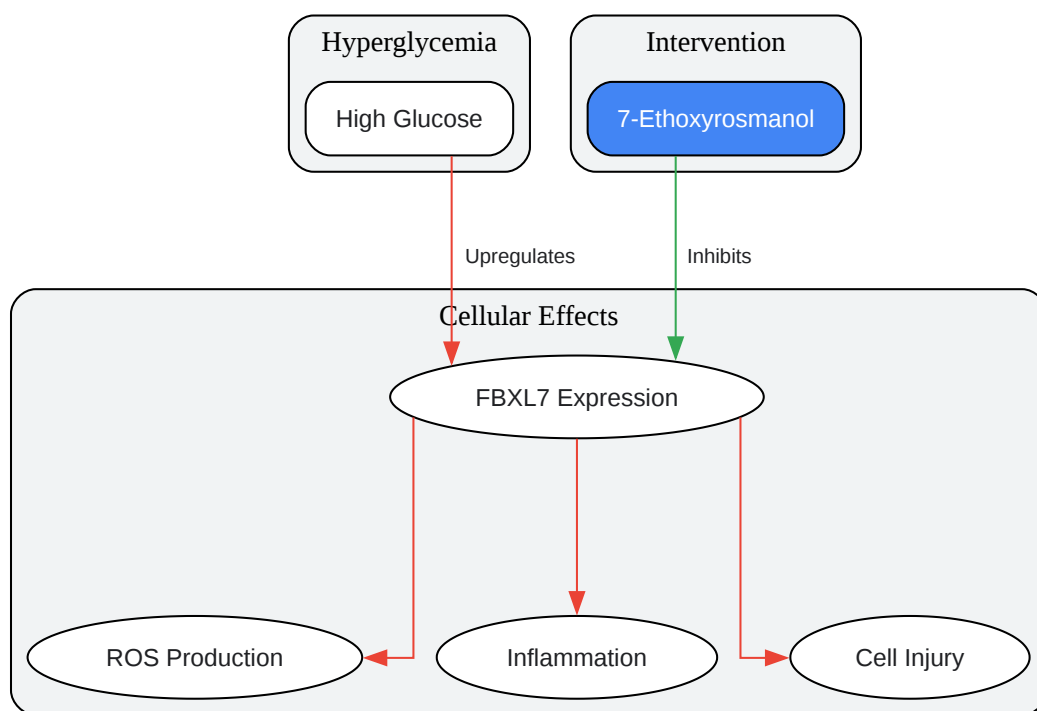 Hyperglycemia
Intervention
High Glucose
7-Ethoxyrosmanol
Upregulates
Inhibits
Cellular Effects
FBXL7 Expression
ROS Production
Inflammation
Cell Injury